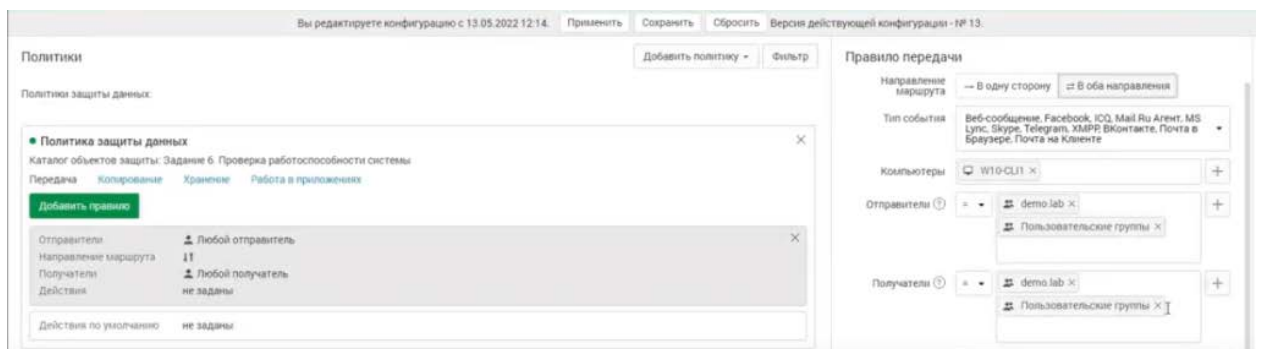 Вы редактируете конфигурацию с 13.05.2022 12:14. Применить Сохранить Сбросить Версия действующей конфигурации - № 13.
Политики
Добавить политику Фильтр
Политики защиты данных:
Политика защиты данных
Каталог объектов защиты: Задание 6. Проверка работоспособности системы
Передача Копирование Хранение Работа в приложениях
Добавить правило
Отправители Любой отправитель
Направление маршрута
Получатели Любой получатель
Действия не заданы
Действия по умолчанию не заданы
Правило передачи
Направление маршрута → В одну сторону ⇄ В оба направления
Тип события Веб-сообщение, Facebook, ICQ, Mail.Ru Агент, MS
Lync, Skype, Telegram, XMPP, ВКонтакте, Почта в
Браузере, Почта на Клиенте
Компьютеры W10-CLI1 ×
Отправители = demo.lab ×
Пользовательские группы ×
Получатели = demo.lab ×
Пользовательские группы ×